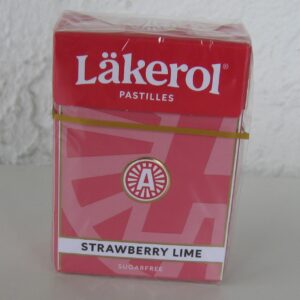 Läkerol®
PASTILLES
A
STRAWBERRY LIME
SUGARFREE